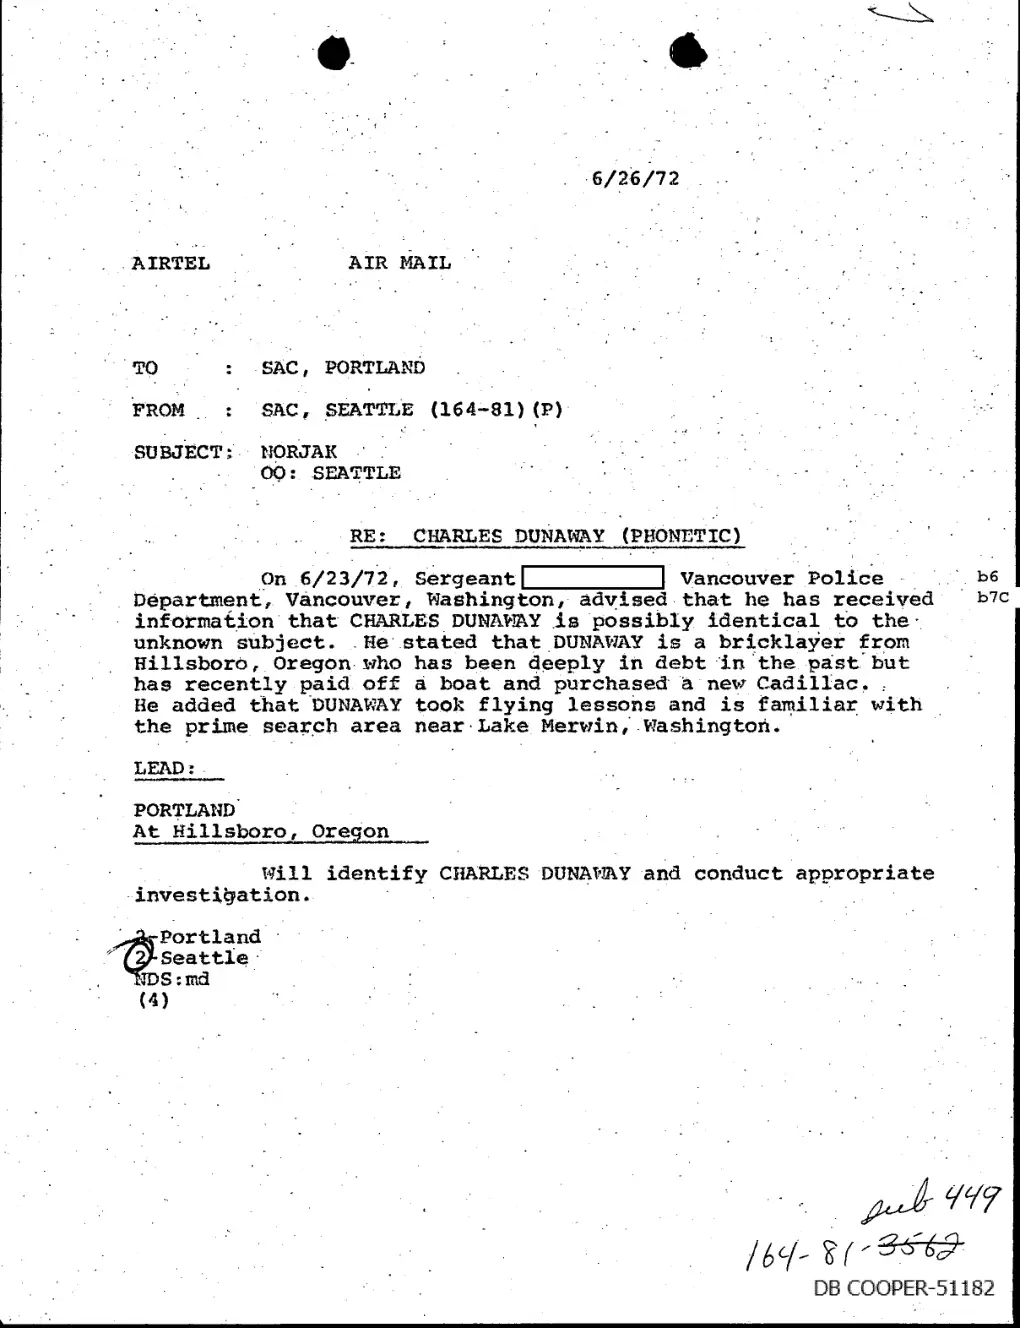 6/26/72
AIRTEL AIR MAIL
TO : SAC, PORTLAND
FROM : SAC, SEATTLE (164-81) (P)
SUBJECT: NORJAK
OO: SEATTLE
RE: CHARLES DUNAWAY (PHONETIC)
On 6/23/72, Sergeant Vancouver Police
b6
Department, Vancouver, Washington, advised that he has received
b7C
information that CHARLES DUNAWAY is possibly identical to the
unknown subject. He stated that DUNAWAY is a bricklayer from
Hillsboro, Oregon who has been deeply in debt in the past but
has recently paid off a boat and purchased a new Cadillac.
He added that DUNAWAY took flying lessons and is familiar with
the prime search area near Lake Merwin, Washington.
LEAD:
PORTLAND
At Hillsboro, Oregon
Will identify CHARLES DUNAWAY and conduct appropriate
investigation.
2-Portland
2-Seattle
NDS:md
(4)
sub 449
164-81-3562
DB COOPER-51182